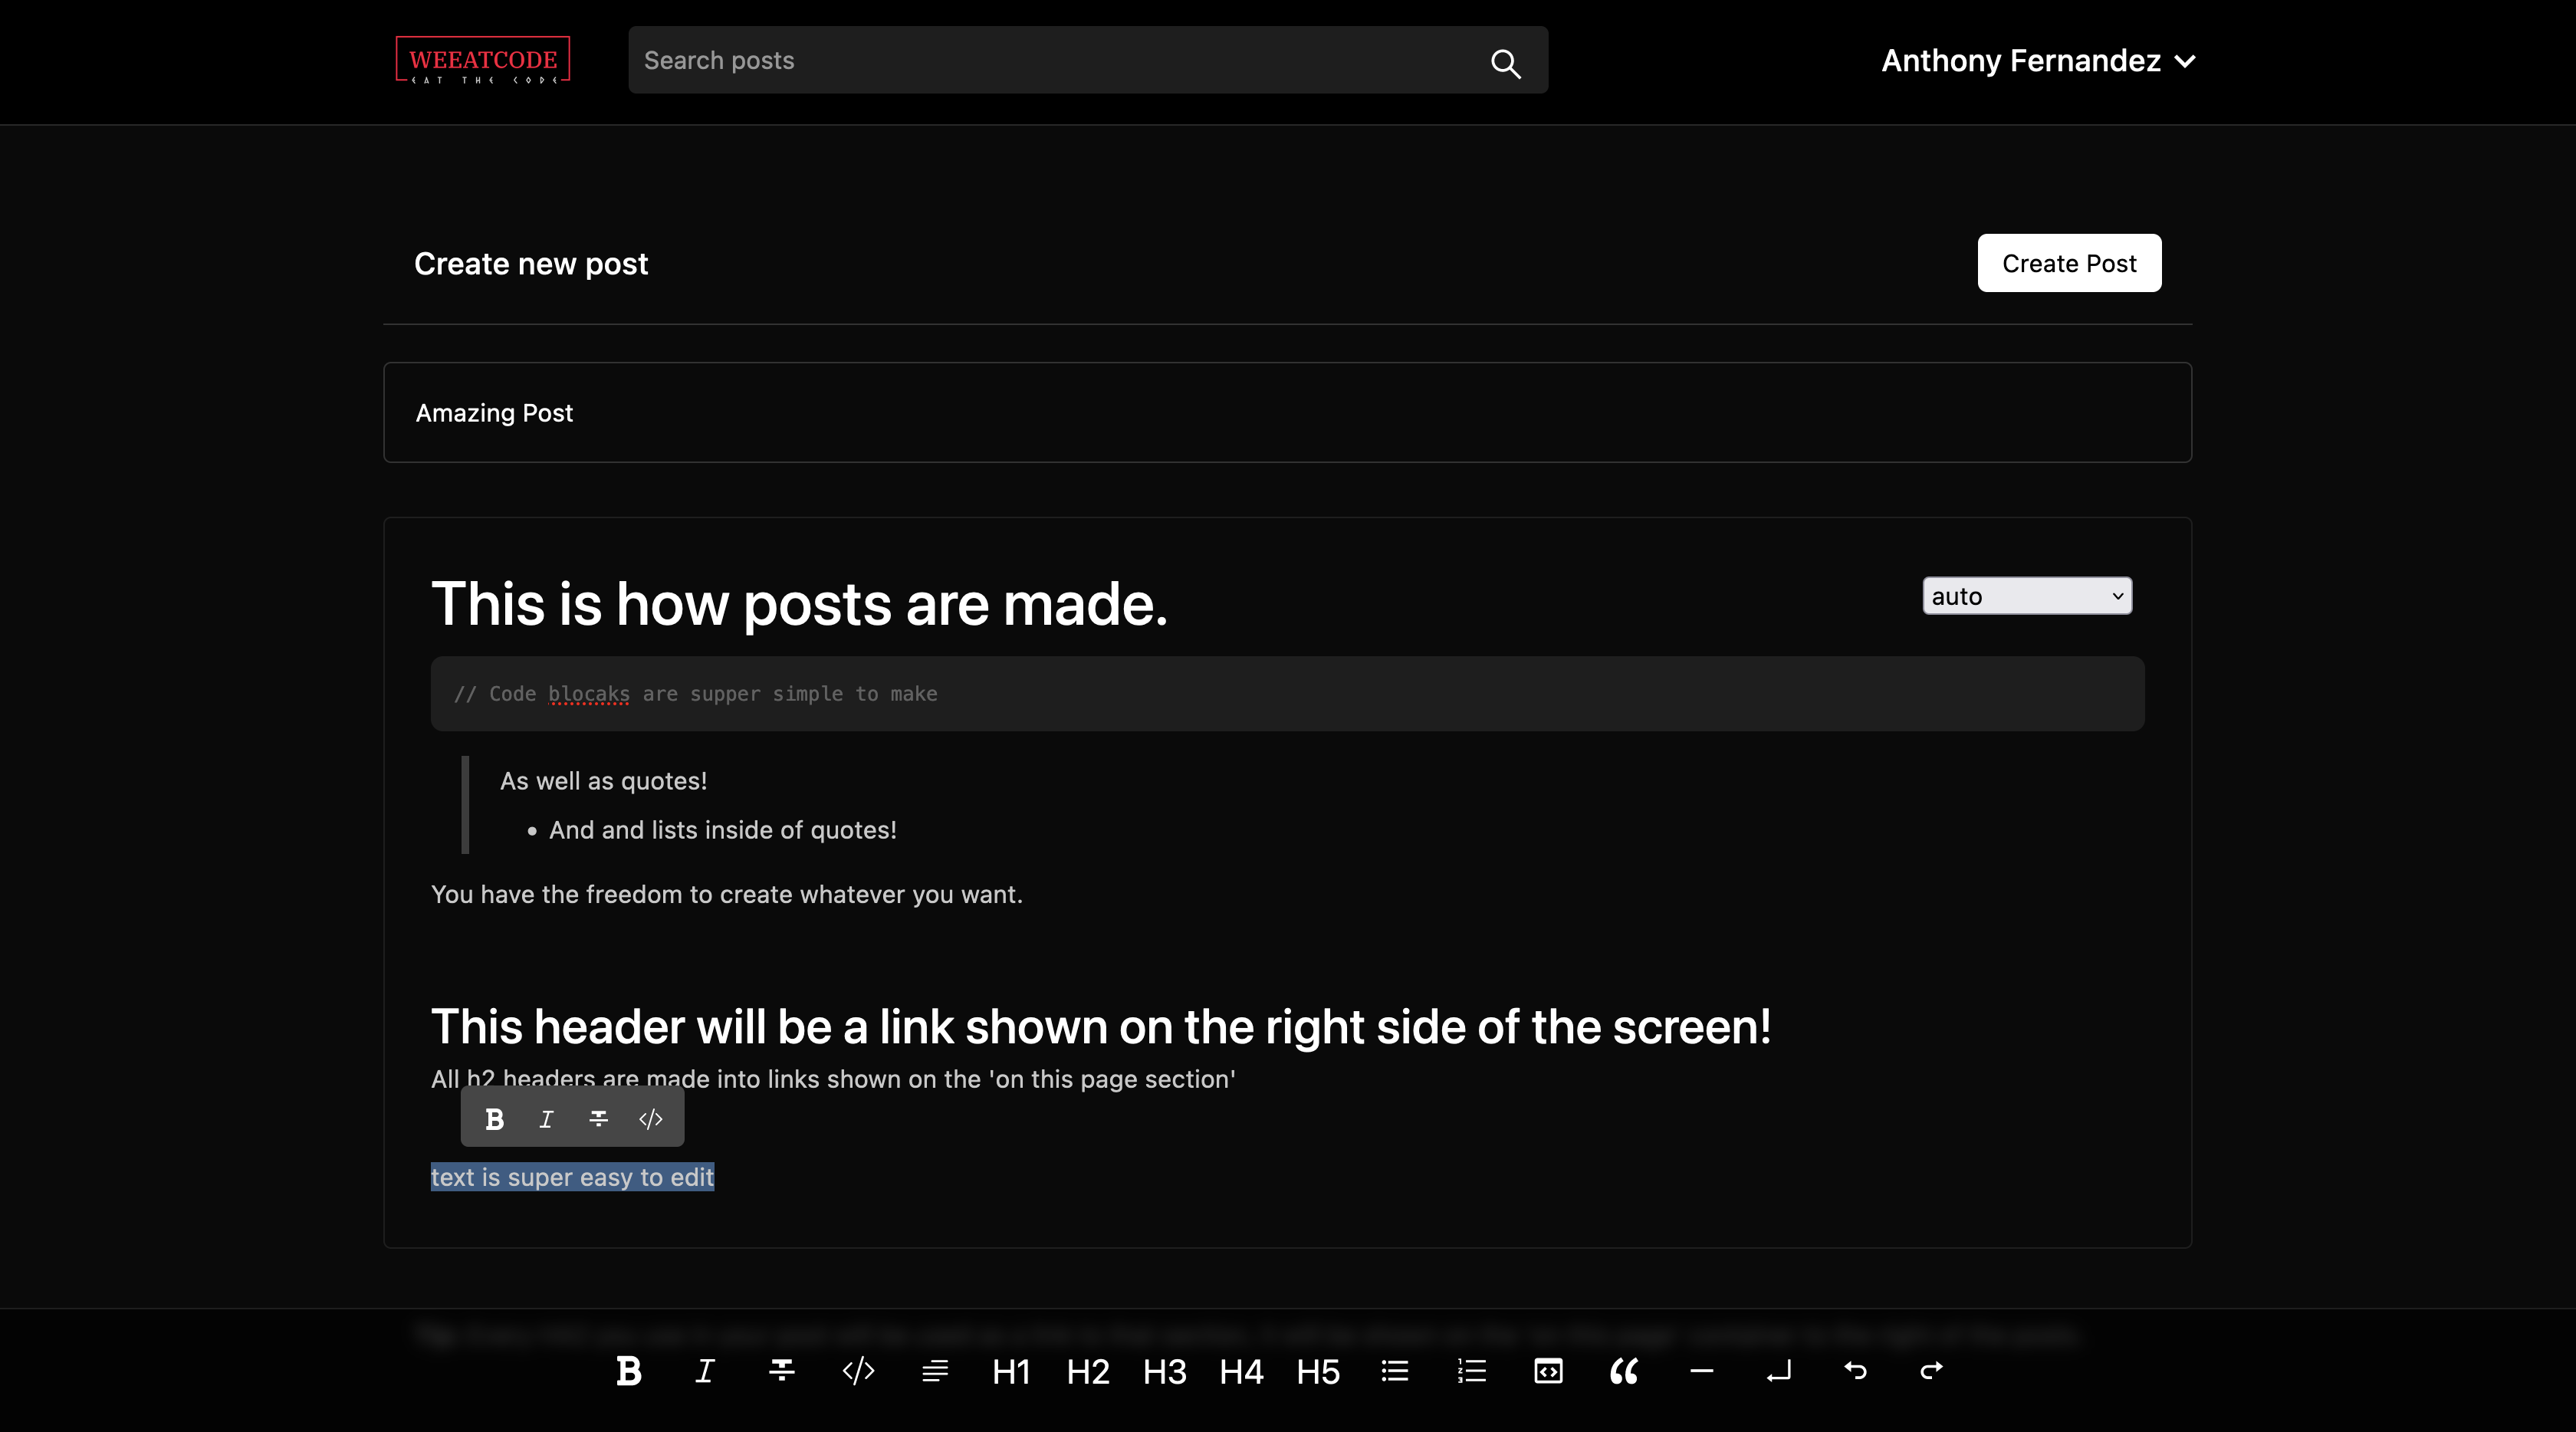 WEEATCODE
EAT THE CODE
Search posts
Anthony Fernandez
Create new post
Create Post
Amazing Post
This is how posts are made.
auto
// Code blocaks are supper simple to make
As well as quotes!
• And and lists inside of quotes!
You have the freedom to create whatever you want.
This header will be a link shown on the right side of the screen!
All h2 headers are made into links shown on the 'on this page section'
B I
text is super easy to edit
B I </> H1 H2 H3 H4 H5